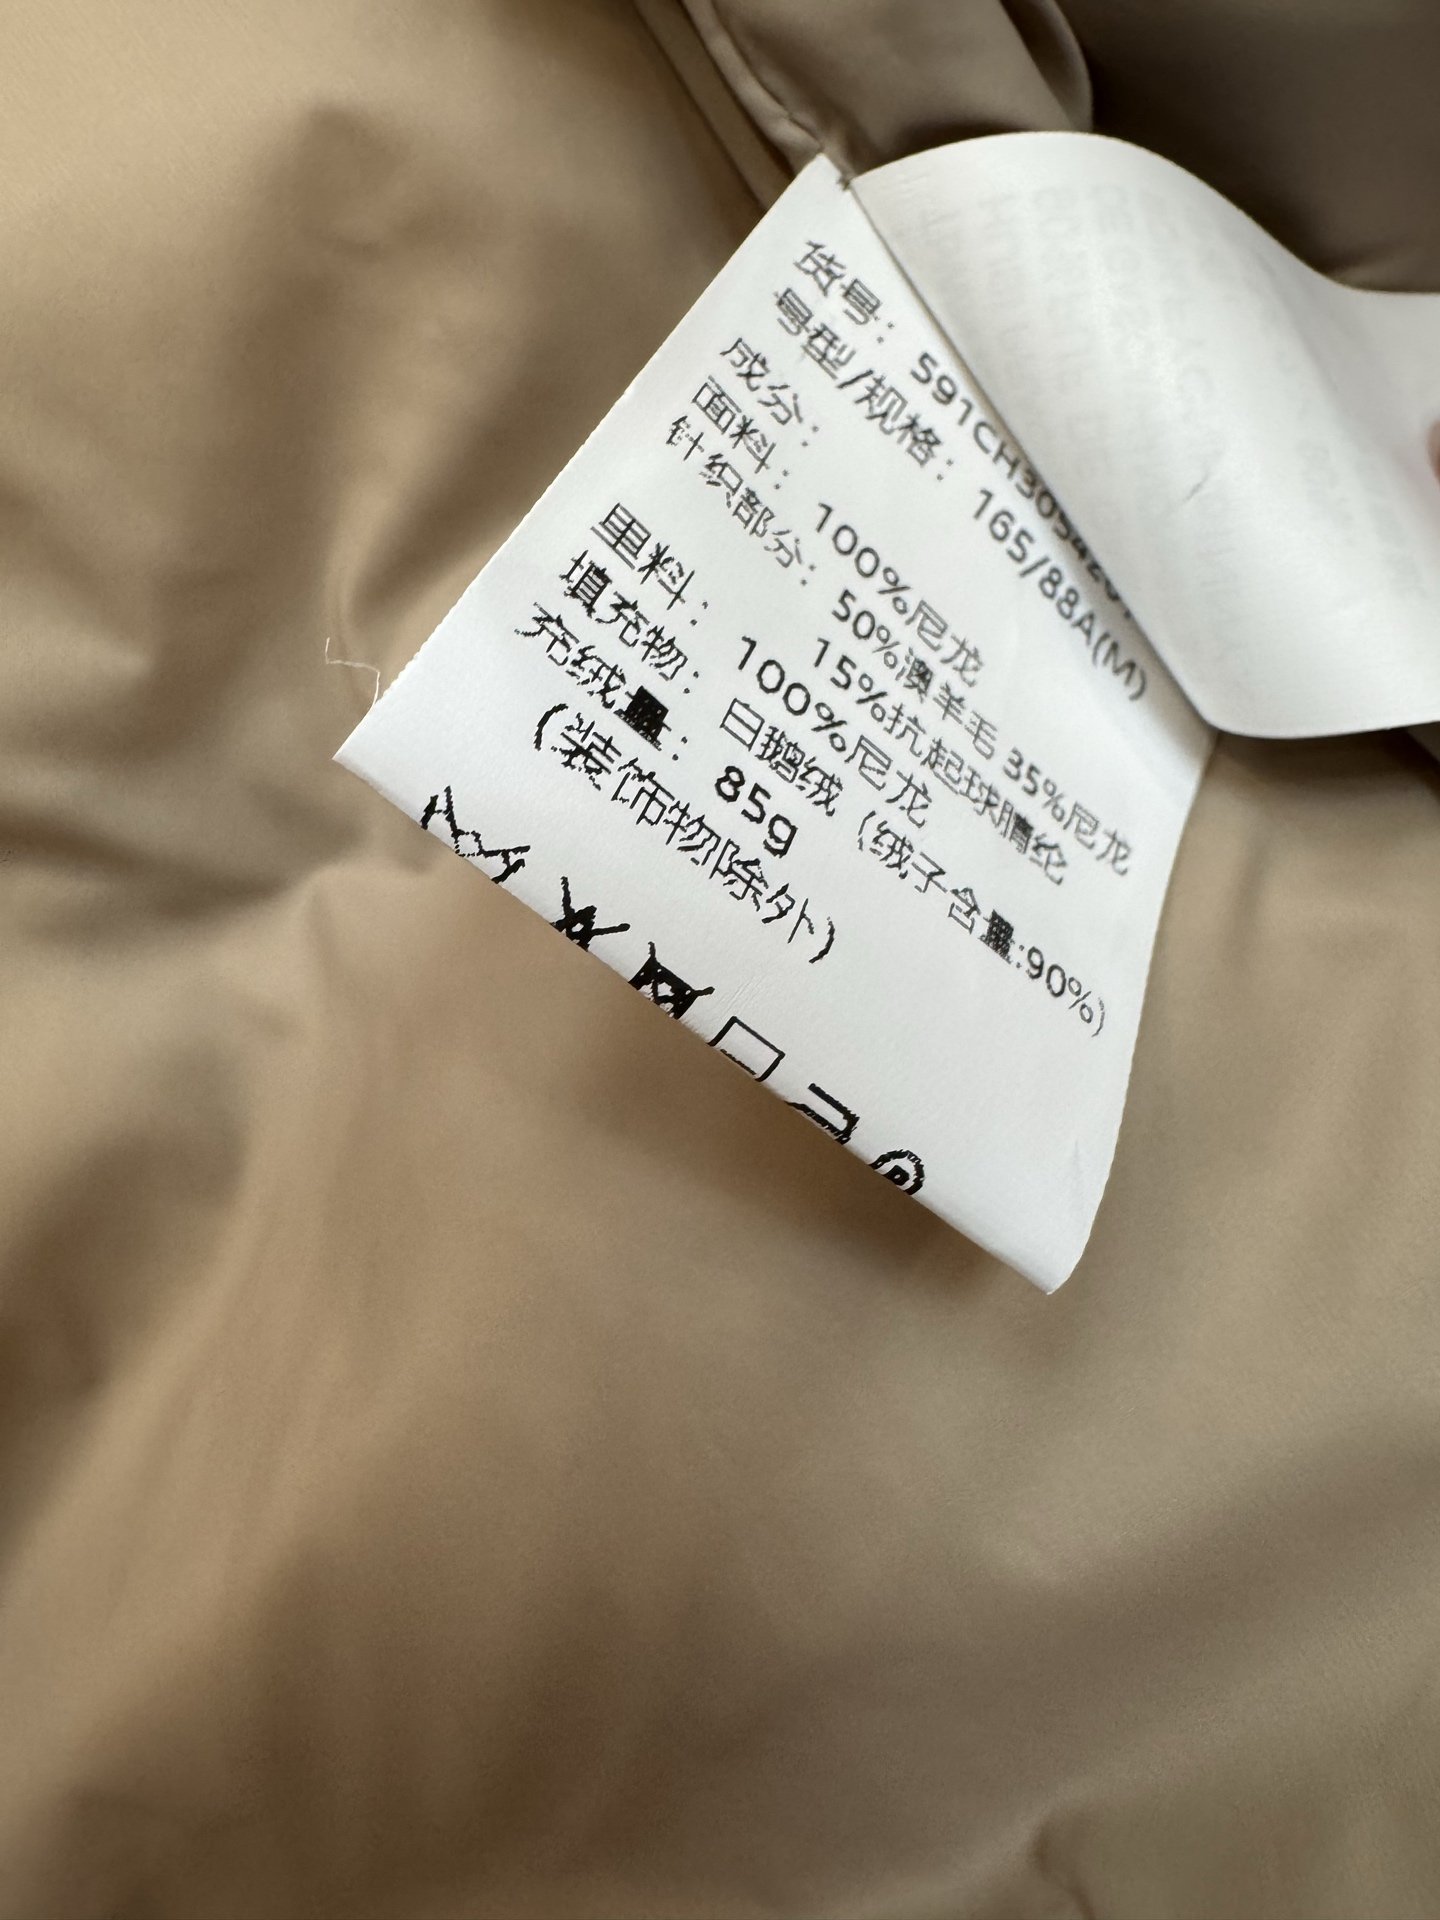 货号：591CH3054201
号型/规格：165/88A(M)
成分：
面料：100%尼龙
针织部分：50%澳羊毛 35%尼龙
15%抗起球腈纶
里料：100%尼龙
填充物：白鹅绒（绒子含量:90%）
充绒量：85g
（装饰物除外）